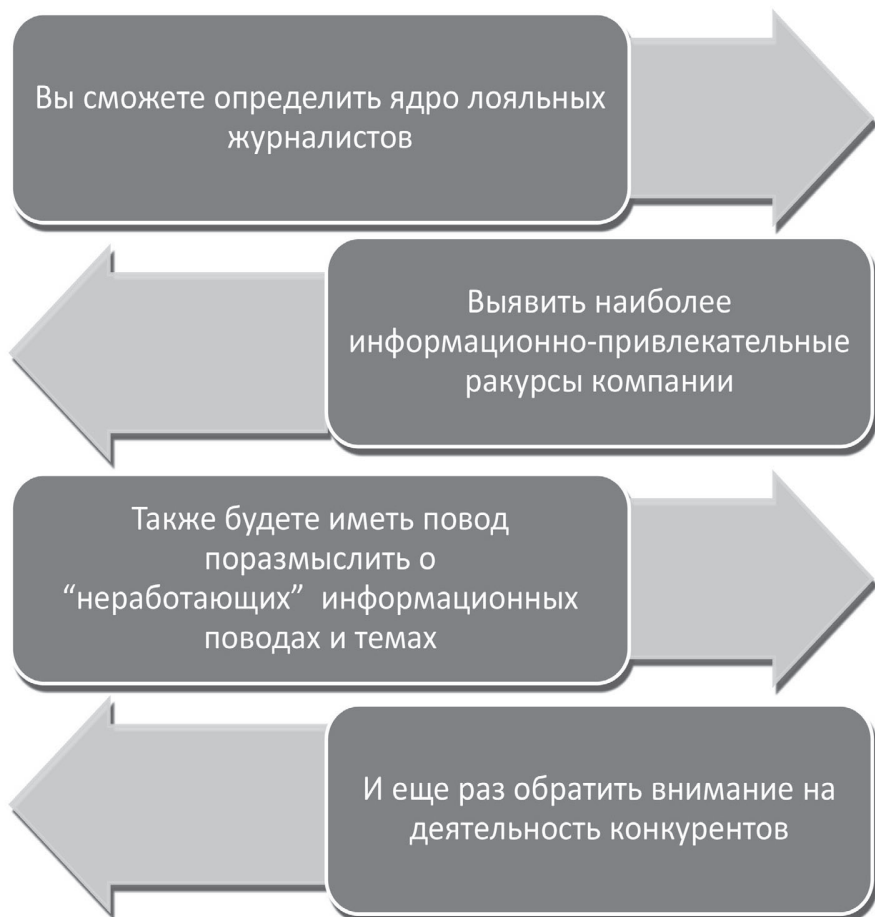 Вы сможете определить ядро лояльных
журналистов
Выявить наиболее
информационно-привлекательные
ракурсы компании
Также будете иметь повод
поразмыслить о
“неработающих”  информационных
поводах и темах
И еще раз обратить внимание на
деятельность конкурентов